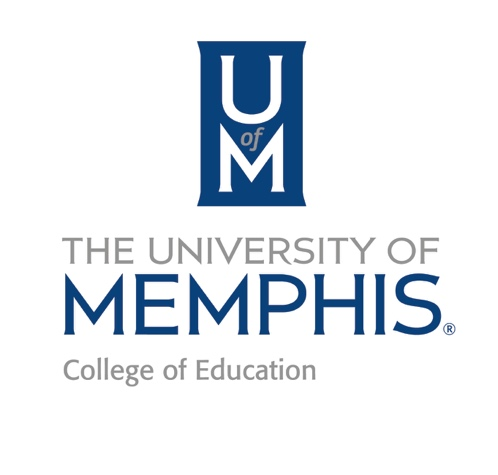 U
of
M
THE UNIVERSITY OF
MEMPHIS®
College of Education